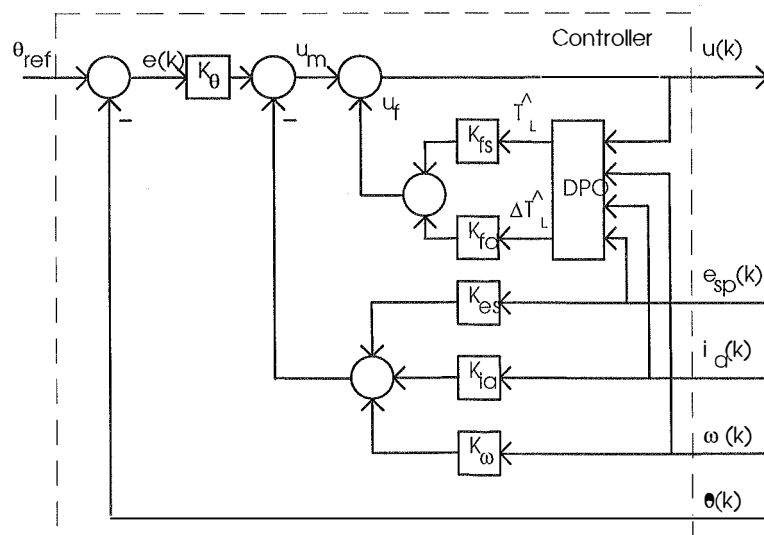 Controller
θref
e(k)
Kθ
um
u(k)
uf
–
–
T^L
Kfs
DPO
ΔT^L
Kfd
Kes
esp(k)
Kia
ia(k)
Kω
ω(k)
θ(k)